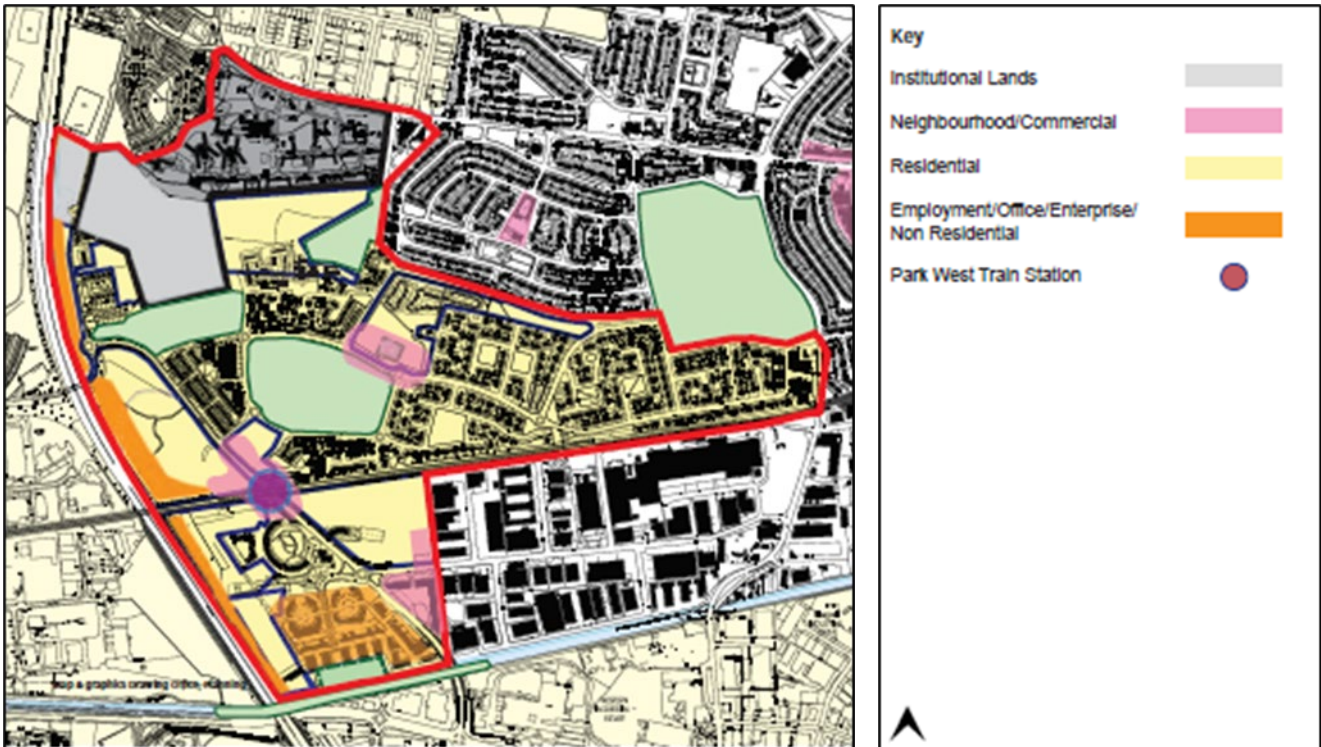 Key
Institutional Lands
Neighbourhood/Commercial
Residential
Employment/Office/Enterprise/
Non Residential
Park West Train Station